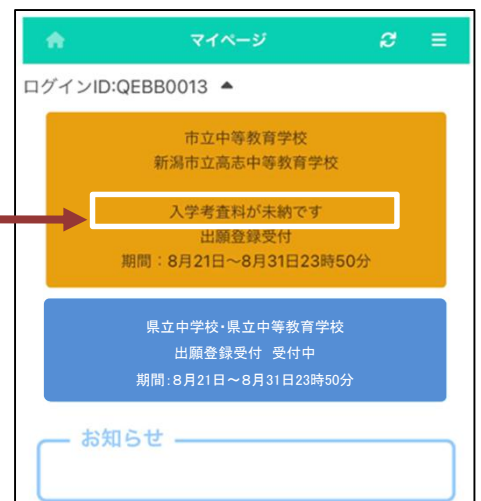 マイページ
ログインID:QEBB0013 ▲
市立中等教育学校
新潟市立高志中等教育学校
入学考査料が未納です
出願登録受付
期間：8月21日～8月31日23時50分
県立中学校・県立中等教育学校
出願登録受付 受付中
期間：8月21日～8月31日23時50分
お知らせ